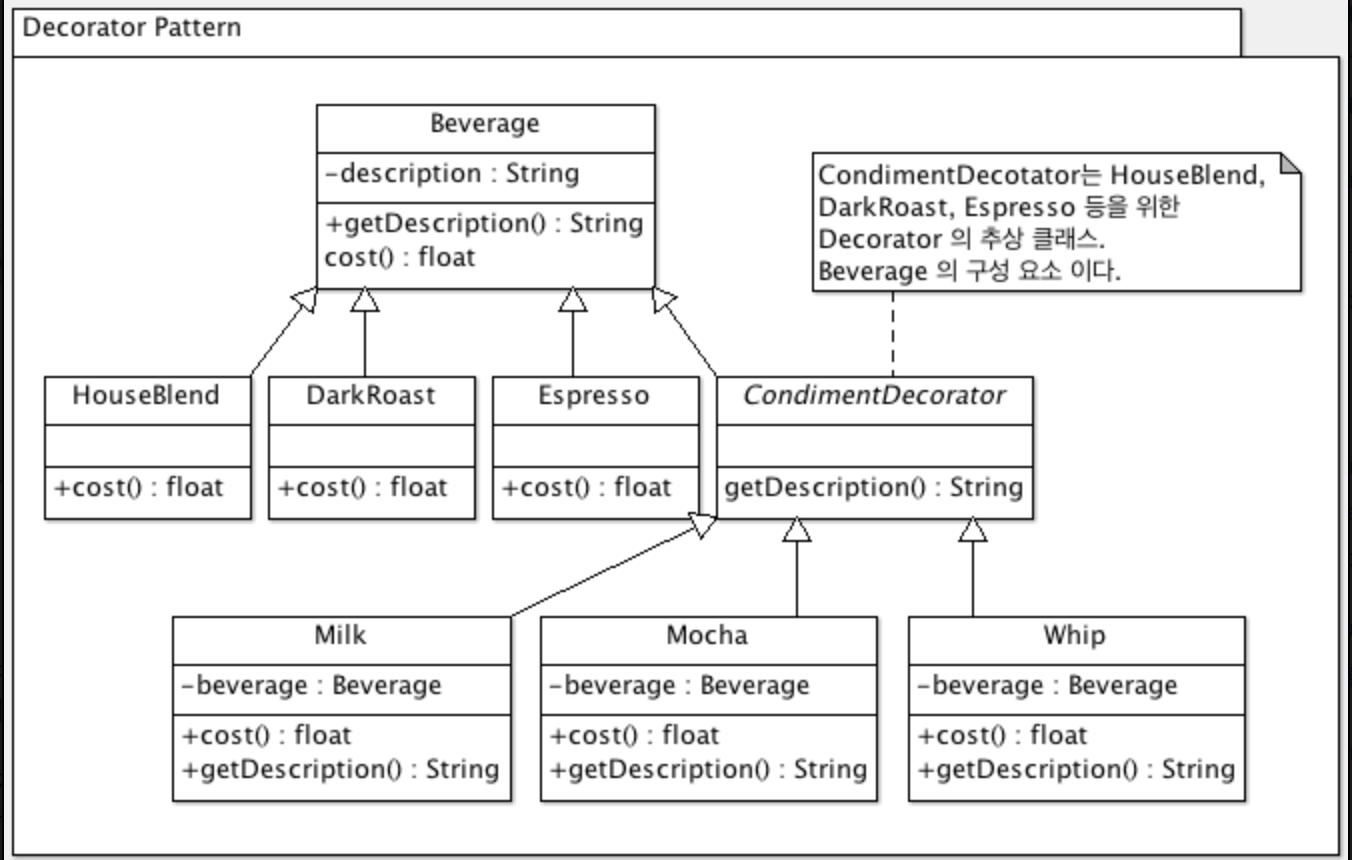 Decorator Pattern
Beverage
-description : String
+getDescription() : String
cost() : float
CondimentDecotator는 HouseBlend,
DarkRoast, Espresso 등을 위한
Decorator 의 추상 클래스.
Beverage 의 구성 요소 이다.
HouseBlend
+cost() : float
DarkRoast
+cost() : float
Espresso
+cost() : float
CondimentDecorator
getDescription() : String
Milk
-beverage : Beverage
+cost() : float
+getDescription() : String
Mocha
-beverage : Beverage
+cost() : float
+getDescription() : String
Whip
-beverage : Beverage
+cost() : float
+getDescription() : String